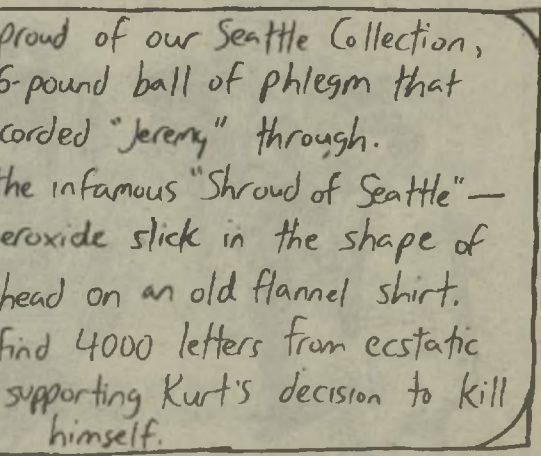 proud of our Seattle Collection,
6-pound ball of phlegm that
corded "Jeremy" through.
the infamous "Shroud of Seattle"—
eroxide slick in the shape of
head on an old flannel shirt.
find 4000 letters from ecstatic
supporting Kurt's decision to kill
himself.